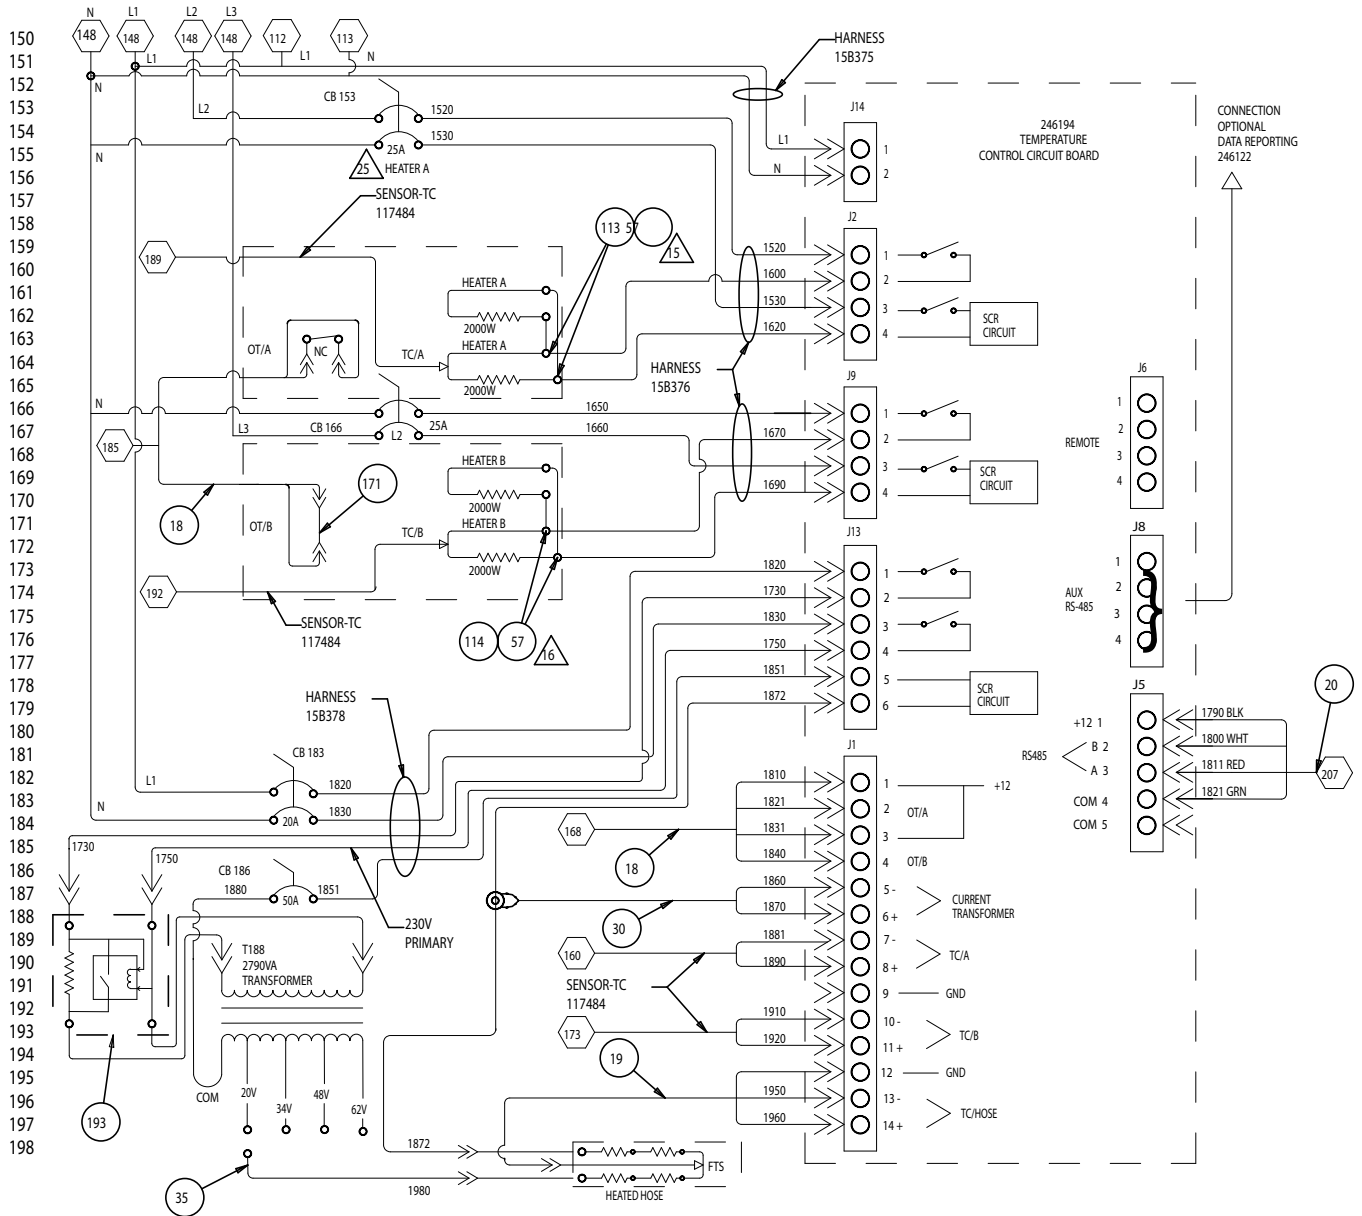 N L1 L2 L3
150 148 148 148 148 112 113
HARNESS
15B375
151 L1 L1 N
152 N
CB 153
153 L2 1520
154 1530
155 N 25A
156 25 HEATER A
157
158
159
160
161
162
163
164
165
166
167
168
169
170
171
172
173
174
175
176
177
178
179
180
181
182
183
184
185
186
187
188
189
190
191
192
193
194
195
196
197
198
SENSOR-TC
117484
189
HEATER A
2000W
HEATER A
2000W
OT/A
NC
TC/A
113 57
15
HARNESS
15B376
N
1650
L3 CB 166 L2 25A 1660
185
18
171
OT/B
HEATER B
2000W
HEATER B
2000W
TC/B
192
SENSOR-TC
117484
114 57 16
HARNESS
15B378
CB 183
L1 1820
N 20A 1830
1730 1750
CB 186
1880 50A 1851
230V
PRIMARY
T188
2790VA
TRANSFORMER
193
COM 20V 34V 48V 62V
35
1872
1980
FTS
HEATED HOSE
246194
TEMPERATURE
CONTROL CIRCUIT BOARD
CONNECTION
OPTIONAL
DATA REPORTING
246122
J14
L1 1
N 2
J2
1520 1
1600 2
1530 3
1620 4
SCR
CIRCUIT
J9
1
1670 2
3
1690 4
SCR
CIRCUIT
J13
1820 1
1730 2
1830 3
1750 4
1851 5
1872 6
SCR
CIRCUIT
J1
1810 1 +12
1821 2 OT/A
1831 3
1840 4 OT/B
1860 5 -
1870 6 +
CURRENT
TRANSFORMER
1881 7 -
1890 8 +
TC/A
9 GND
1910 10 -
1920 11 +
TC/B
12 GND
1950 13 -
1960 14 +
TC/HOSE
168
18
30
160
SENSOR-TC
117484
173
19
J6
REMOTE
1
2
3
4
J8
AUX
RS-485
1
2
3
4
J5
+12 1 1790 BLK
RS485
B 2 1800 WHT
A 3 1811 RED
COM 4 1821 GRN
COM 5
20
207